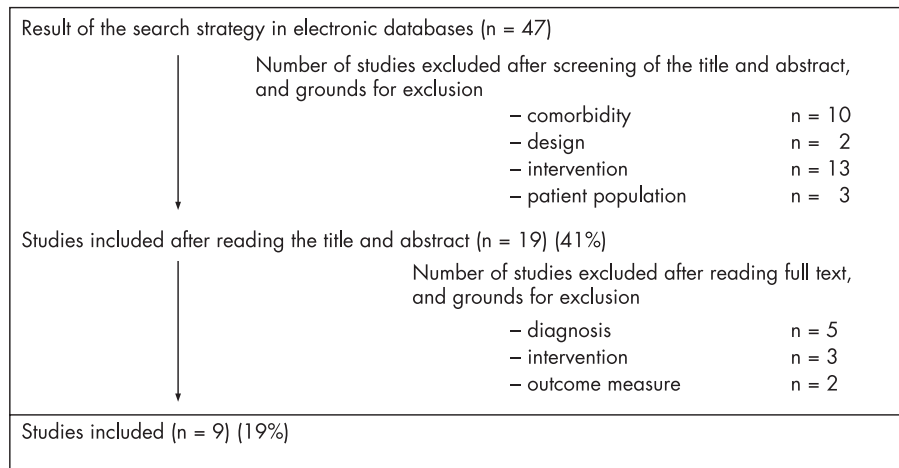 Result of the search strategy in electronic databases (n = 47)
Number of studies excluded after screening of the title and abstract,
and grounds for exclusion
– comorbidity n = 10
– design n = 2
– intervention n = 13
– patient population n = 3
Studies included after reading the title and abstract (n = 19) (41%)
Number of studies excluded after reading full text,
and grounds for exclusion
– diagnosis n = 5
– intervention n = 3
– outcome measure n = 2
Studies included (n = 9) (19%)